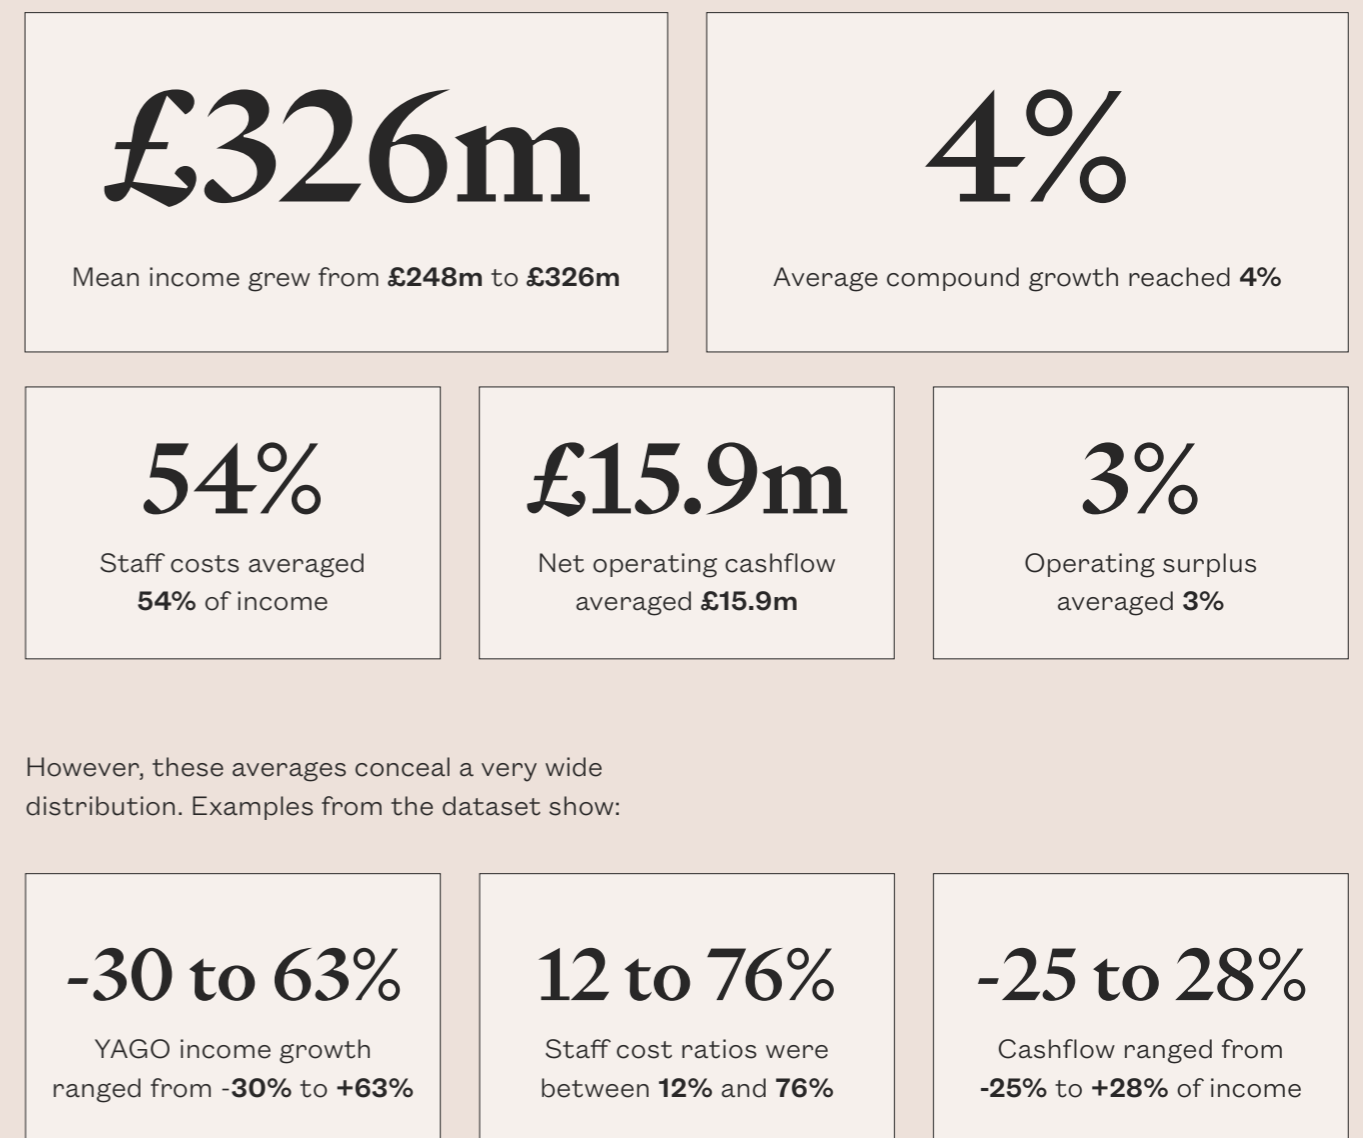 £326m
Mean income grew from £248m to £326m
4%
Average compound growth reached 4%
54%
Staff costs averaged
54% of income
£15.9m
Net operating cashflow
averaged £15.9m
3%
Operating surplus
averaged 3%
However, these averages conceal a very wide
distribution. Examples from the dataset show:
-30 to 63%
YAGO income growth
ranged from -30% to +63%
12 to 76%
Staff cost ratios were
between 12% and 76%
-25 to 28%
Cashflow ranged from
-25% to +28% of income